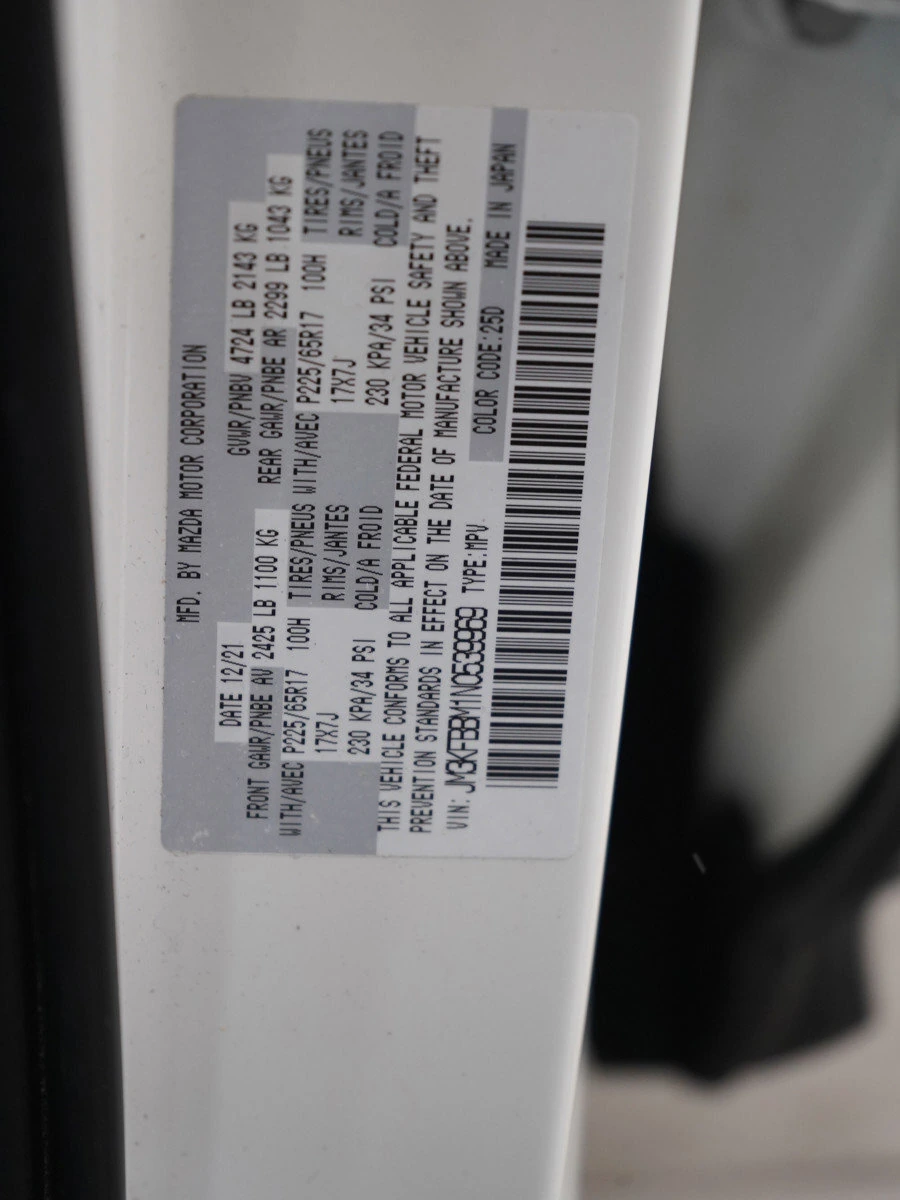 MFD. BY MAZDA MOTOR CORPORATION
DATE 12/21 GVWR/PNBV 4724 LB 2143 KG
FRONT GAWR/PNBE AV 2425 LB 1100 KG REAR GAWR/PNBE AR 2299 LB 1043 KG
WITH/AVEC P225/65R17 100H TIRES/PNEUS WITH/AVEC P225/65R17 100H TIRES/PNEUS
17X7J RIMS/JANTES 17X7J RIMS/JANTES
230 KPA/34 PSI COLD/A FROID 230 KPA/34 PSI COLD/A FROID
THIS VEHICLE CONFORMS TO ALL APPLICABLE FEDERAL MOTOR VEHICLE SAFETY AND THEFT
PREVENTION STANDARDS IN EFFECT ON THE DATE OF MANUFACTURE SHOWN ABOVE.
VIN: JM3KFBBM1N0539969 TYPE:MPV COLOR CODE:25D MADE IN JAPAN